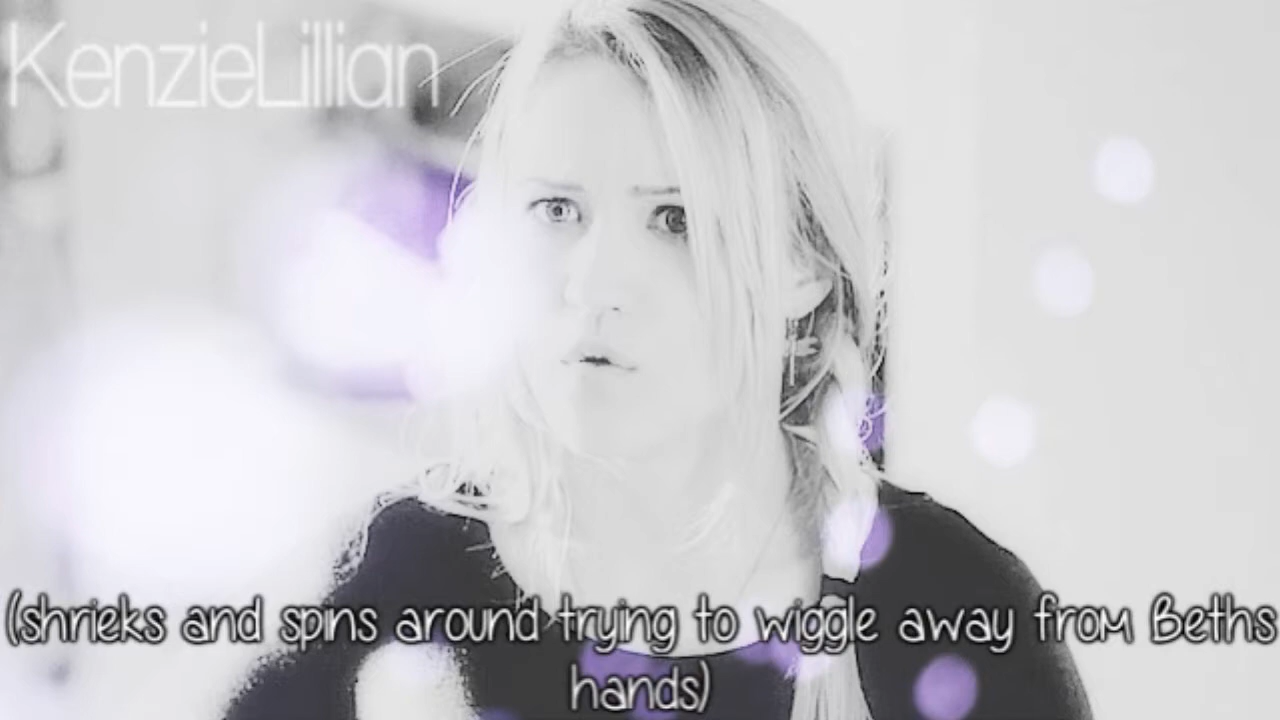 KenzieLillian
(shrieks and spins around trying to wiggle away from Beths
hands)